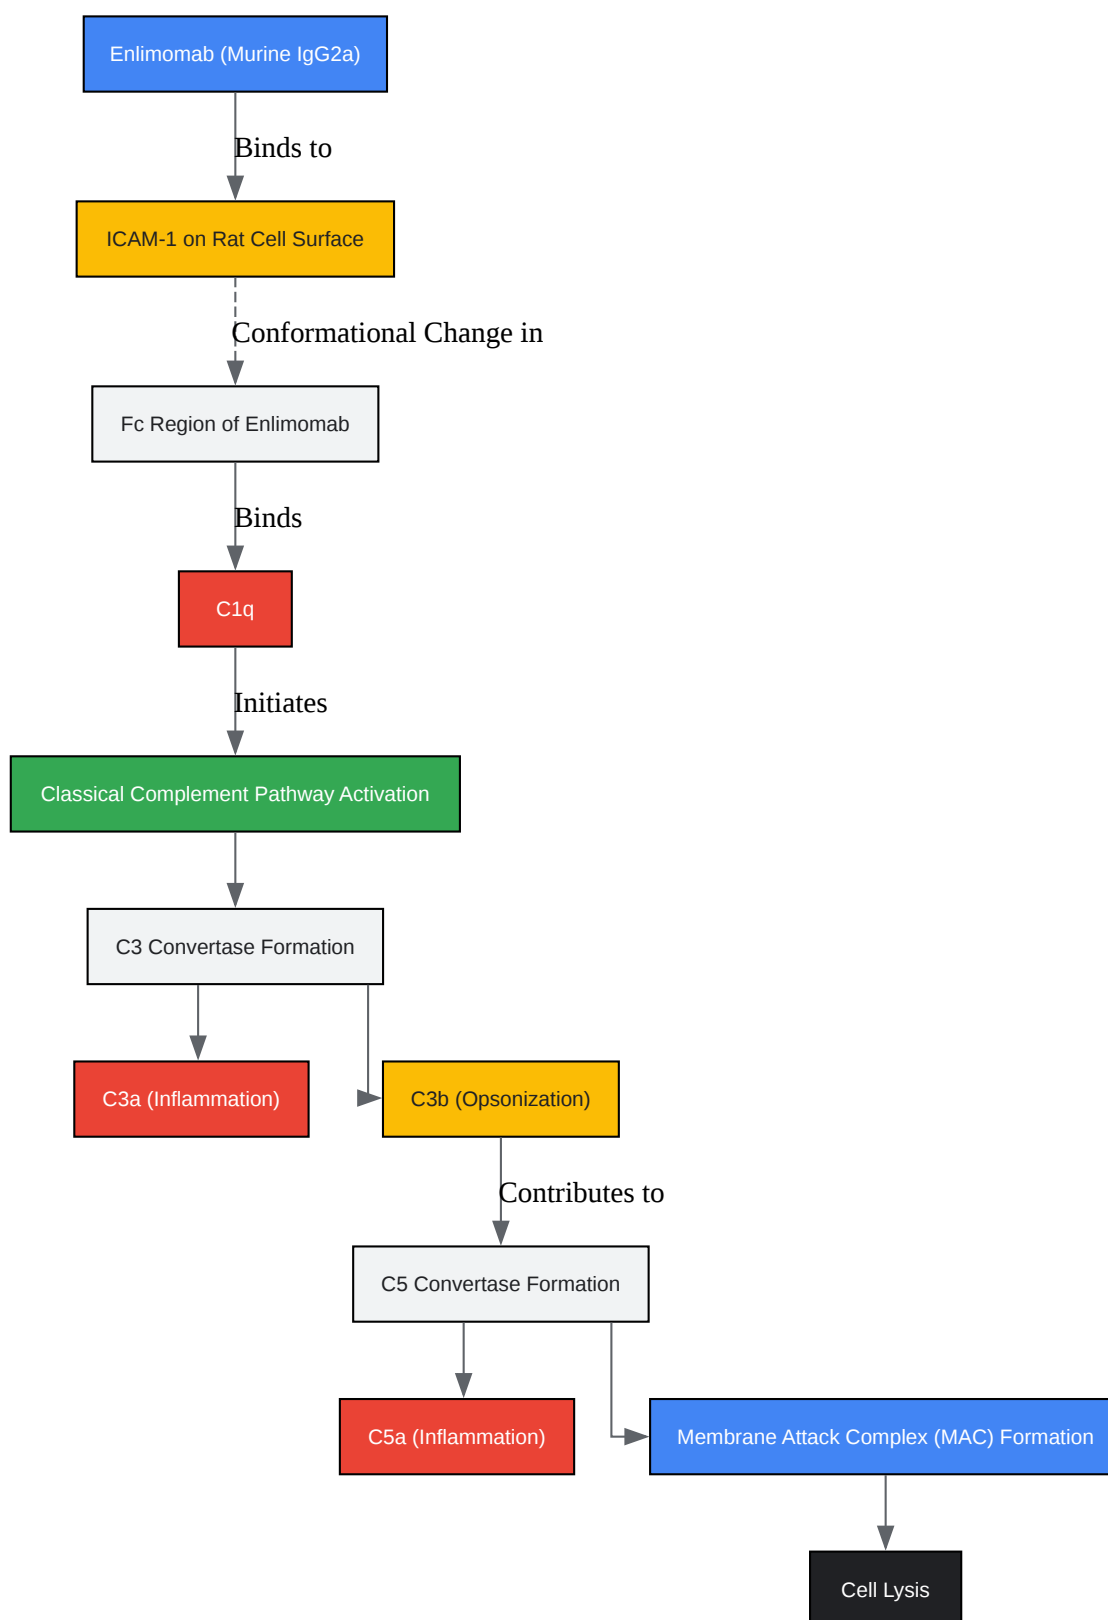 Enlimomab (Murine IgG2a)
Binds to
ICAM-1 on Rat Cell Surface
Conformational Change in
Fc Region of Enlimomab
Binds
C1q
Initiates
Classical Complement Pathway Activation
C3 Convertase Formation
C3a (Inflammation)
C3b (Opsonization)
Contributes to
C5 Convertase Formation
C5a (Inflammation)
Membrane Attack Complex (MAC) Formation
Cell Lysis